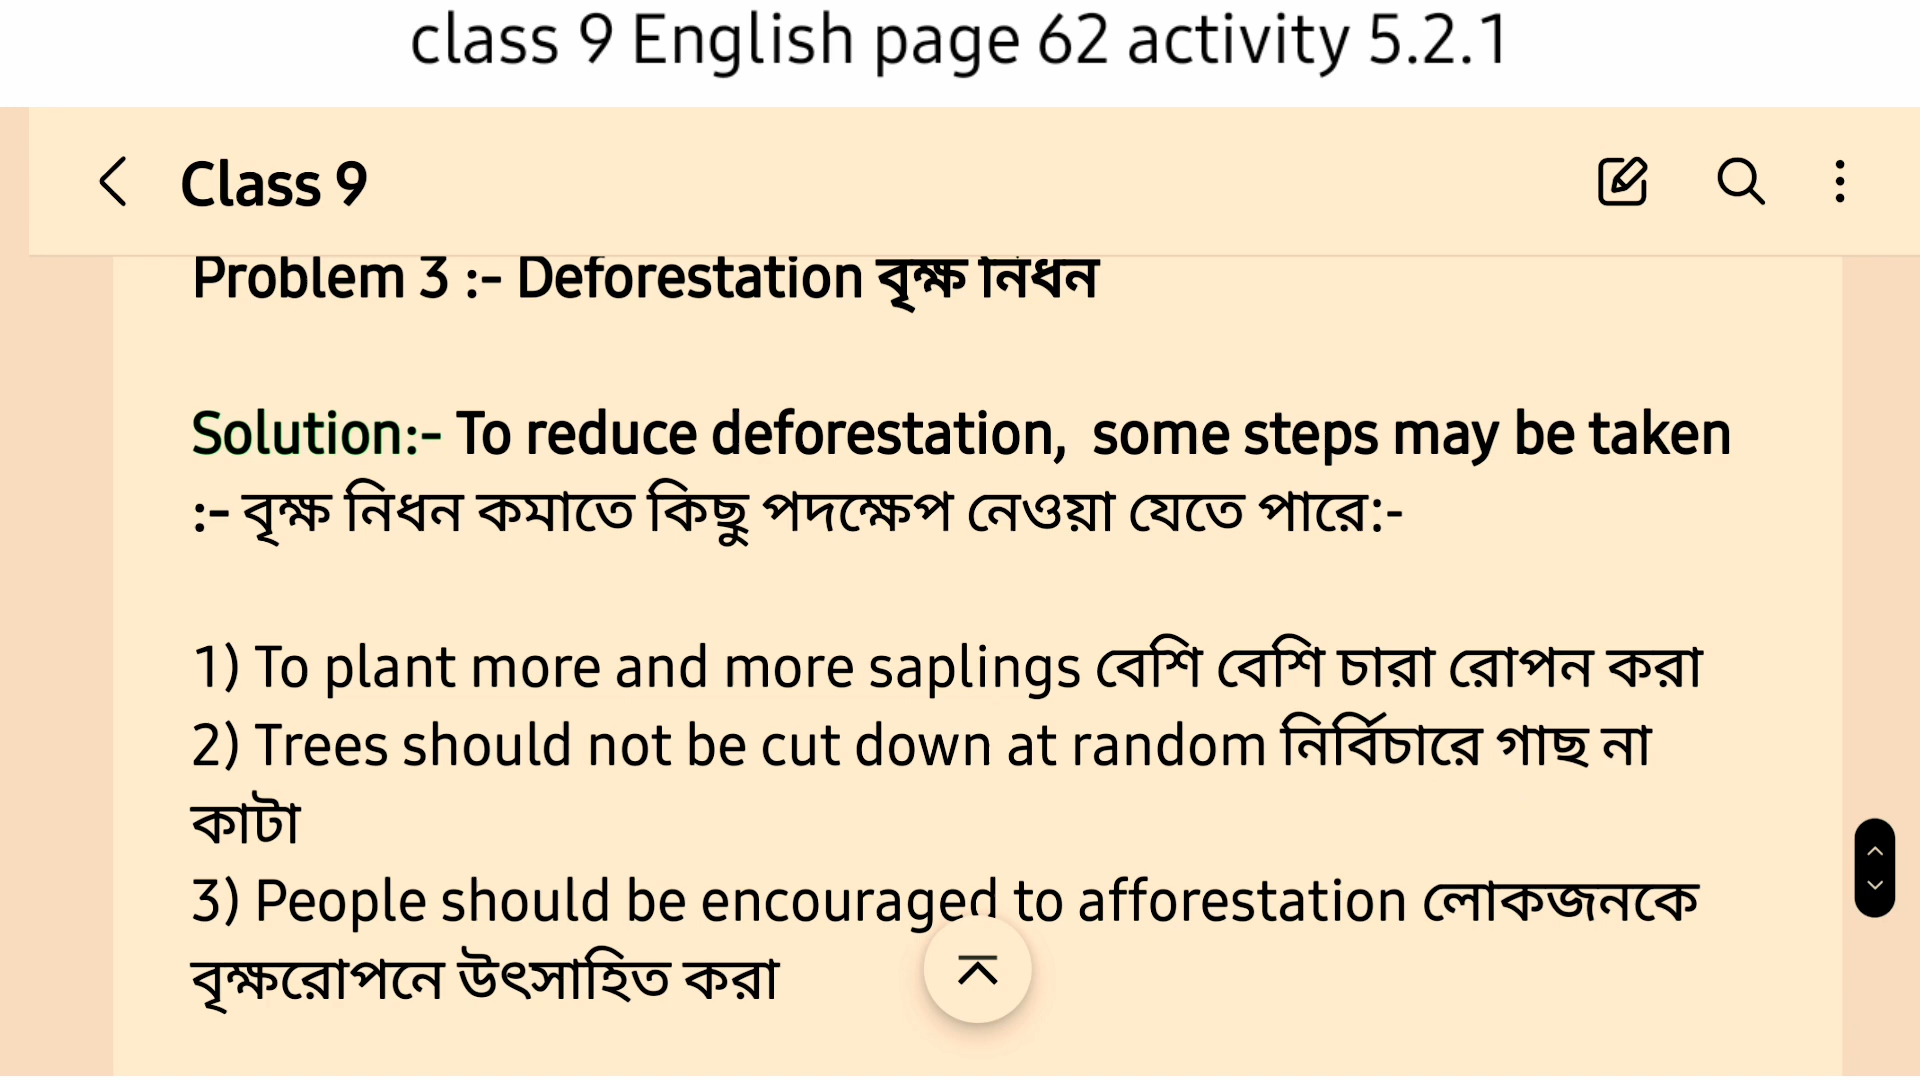 class 9 English page 62 activity 5.2.1
Class 9
Problem 3 :- Deforestation বৃক্ষ নিধন
Solution:- To reduce deforestation, some steps may be taken
:- বৃক্ষ নিধন কমাতে কিছু পদক্ষেপ নেওয়া যেতে পারে:-
1) To plant more and more saplings বেশি বেশি চারা রোপন করা
2) Trees should not be cut down at random নির্বিচারে গাছ না
কাটা
3) People should be encouraged to afforestation লোকজনকে
বৃক্ষরোপনে উৎসাহিত করা